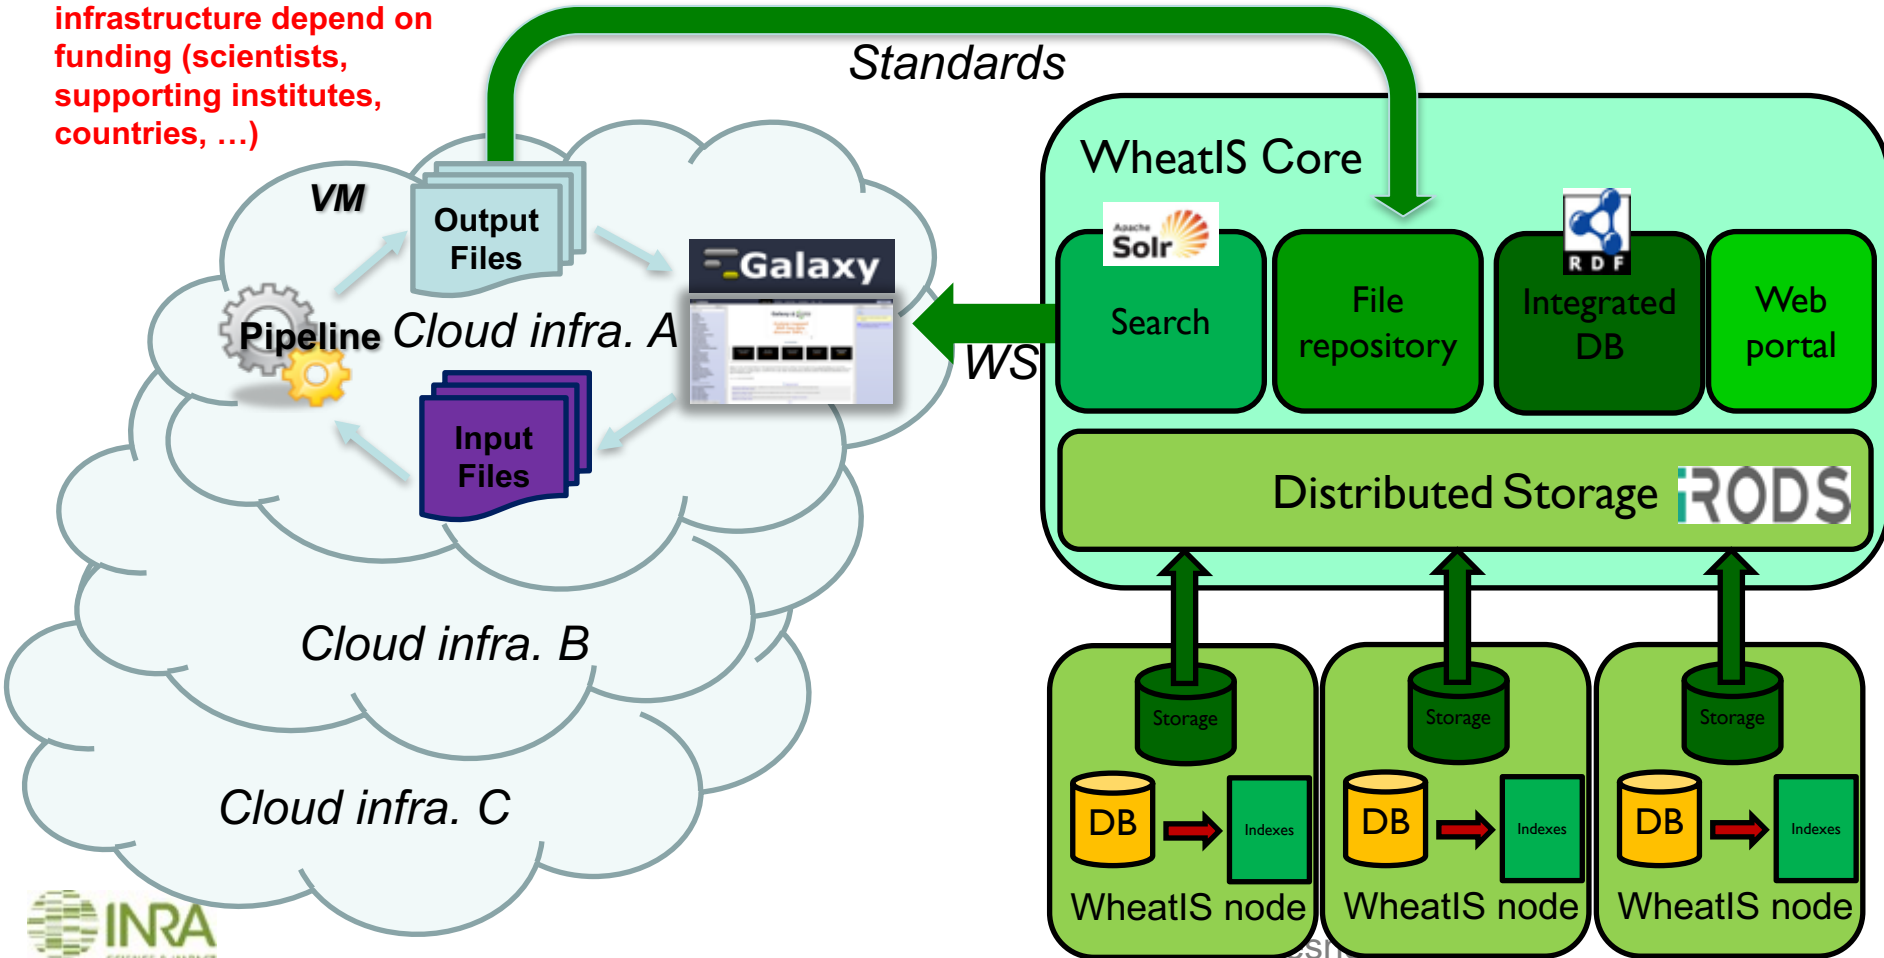 infrastructure depend on
funding (scientists,
supporting institutes,
countries, ...)
Standards
VM
Output
Files
Galaxy
Pipeline
Cloud infra. A
Input
Files
WS
Cloud infra. B
Cloud infra. C
WheatIS Core
Apache
Solr
RDF
Search
File
repository
Integrated
DB
Web
portal
Distributed Storage
iRODS
Storage
Storage
Storage
DB
Indexes
DB
Indexes
DB
Indexes
WheatIS node
WheatIS node
WheatIS node
INRA